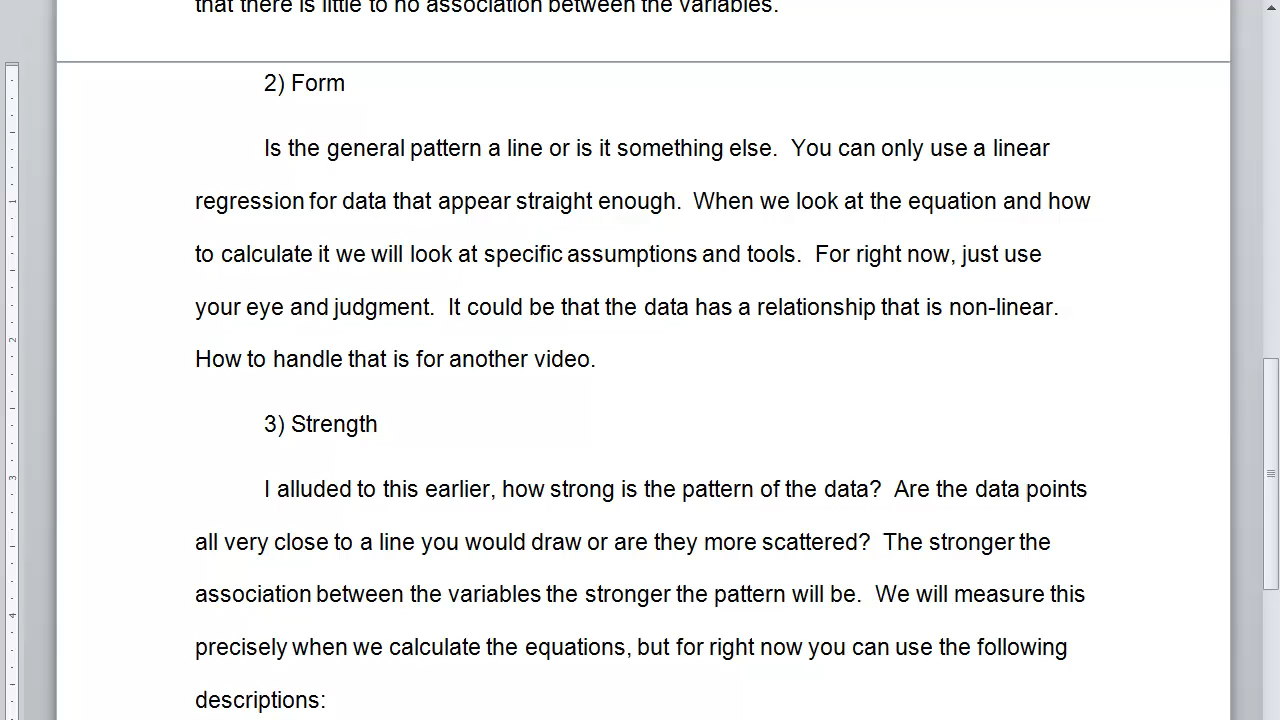 that there is little to no association between the variables.
2) Form
Is the general pattern a line or is it something else.  You can only use a linear
regression for data that appear straight enough.  When we look at the equation and how
to calculate it we will look at specific assumptions and tools.  For right now, just use
your eye and judgment.  It could be that the data has a relationship that is non-linear.
How to handle that is for another video.
3) Strength
I alluded to this earlier, how strong is the pattern of the data?  Are the data points
all very close to a line you would draw or are they more scattered?  The stronger the
association between the variables the stronger the pattern will be.  We will measure this
precisely when we calculate the equations, but for right now you can use the following
descriptions:
1
2
3
4